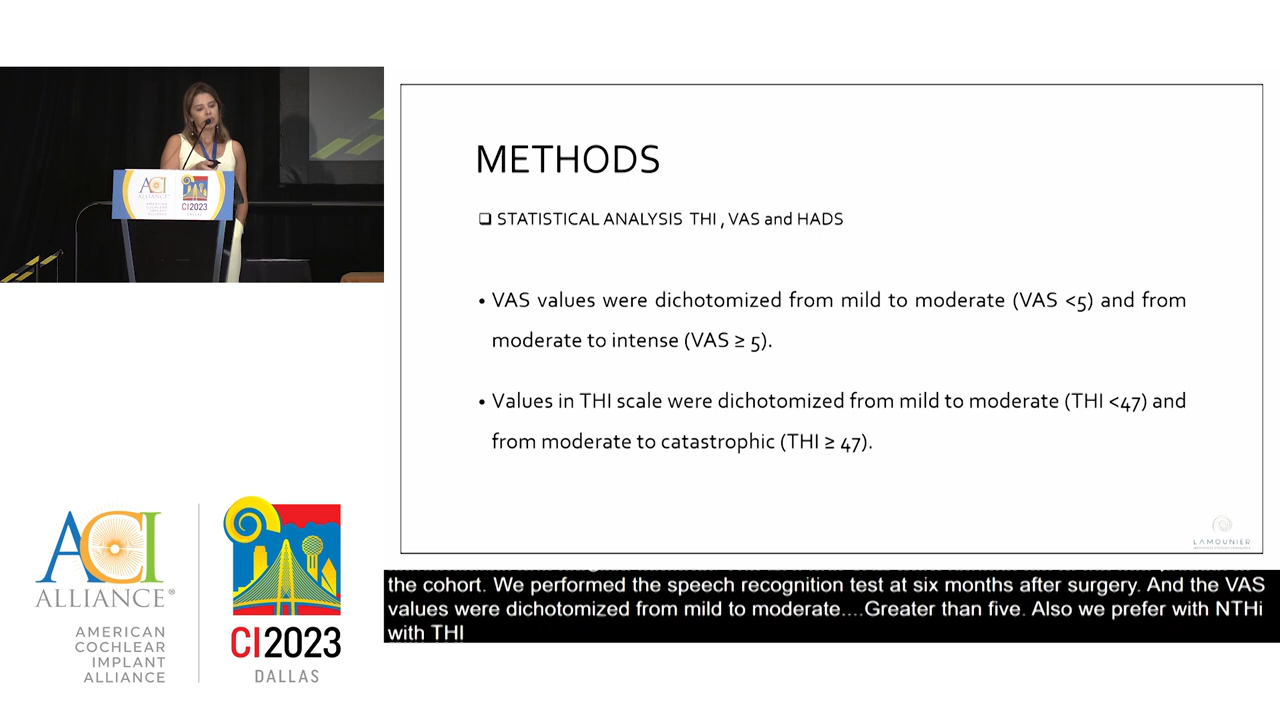 METHODS
❑ STATISTICAL ANALYSIS THI , VAS and HADS
• VAS values were dichotomized from mild to moderate (VAS <5) and from
moderate to intense (VAS ≥ 5).
• Values in THI scale were dichotomized from mild to moderate (THI <47) and
from moderate to catastrophic (THI ≥ 47).
LAMOUNIER
ACI
ALLIANCE
CI2023
DALLAS
ACI
ALLIANCE®
AMERICAN
COCHLEAR
IMPLANT
ALLIANCE
CI2023
DALLAS
the cohort. We performed the speech recognition test at six months after surgery. And the VAS
values were dichotomized from mild to moderate....Greater than five. Also we prefer with NTHi
with THI